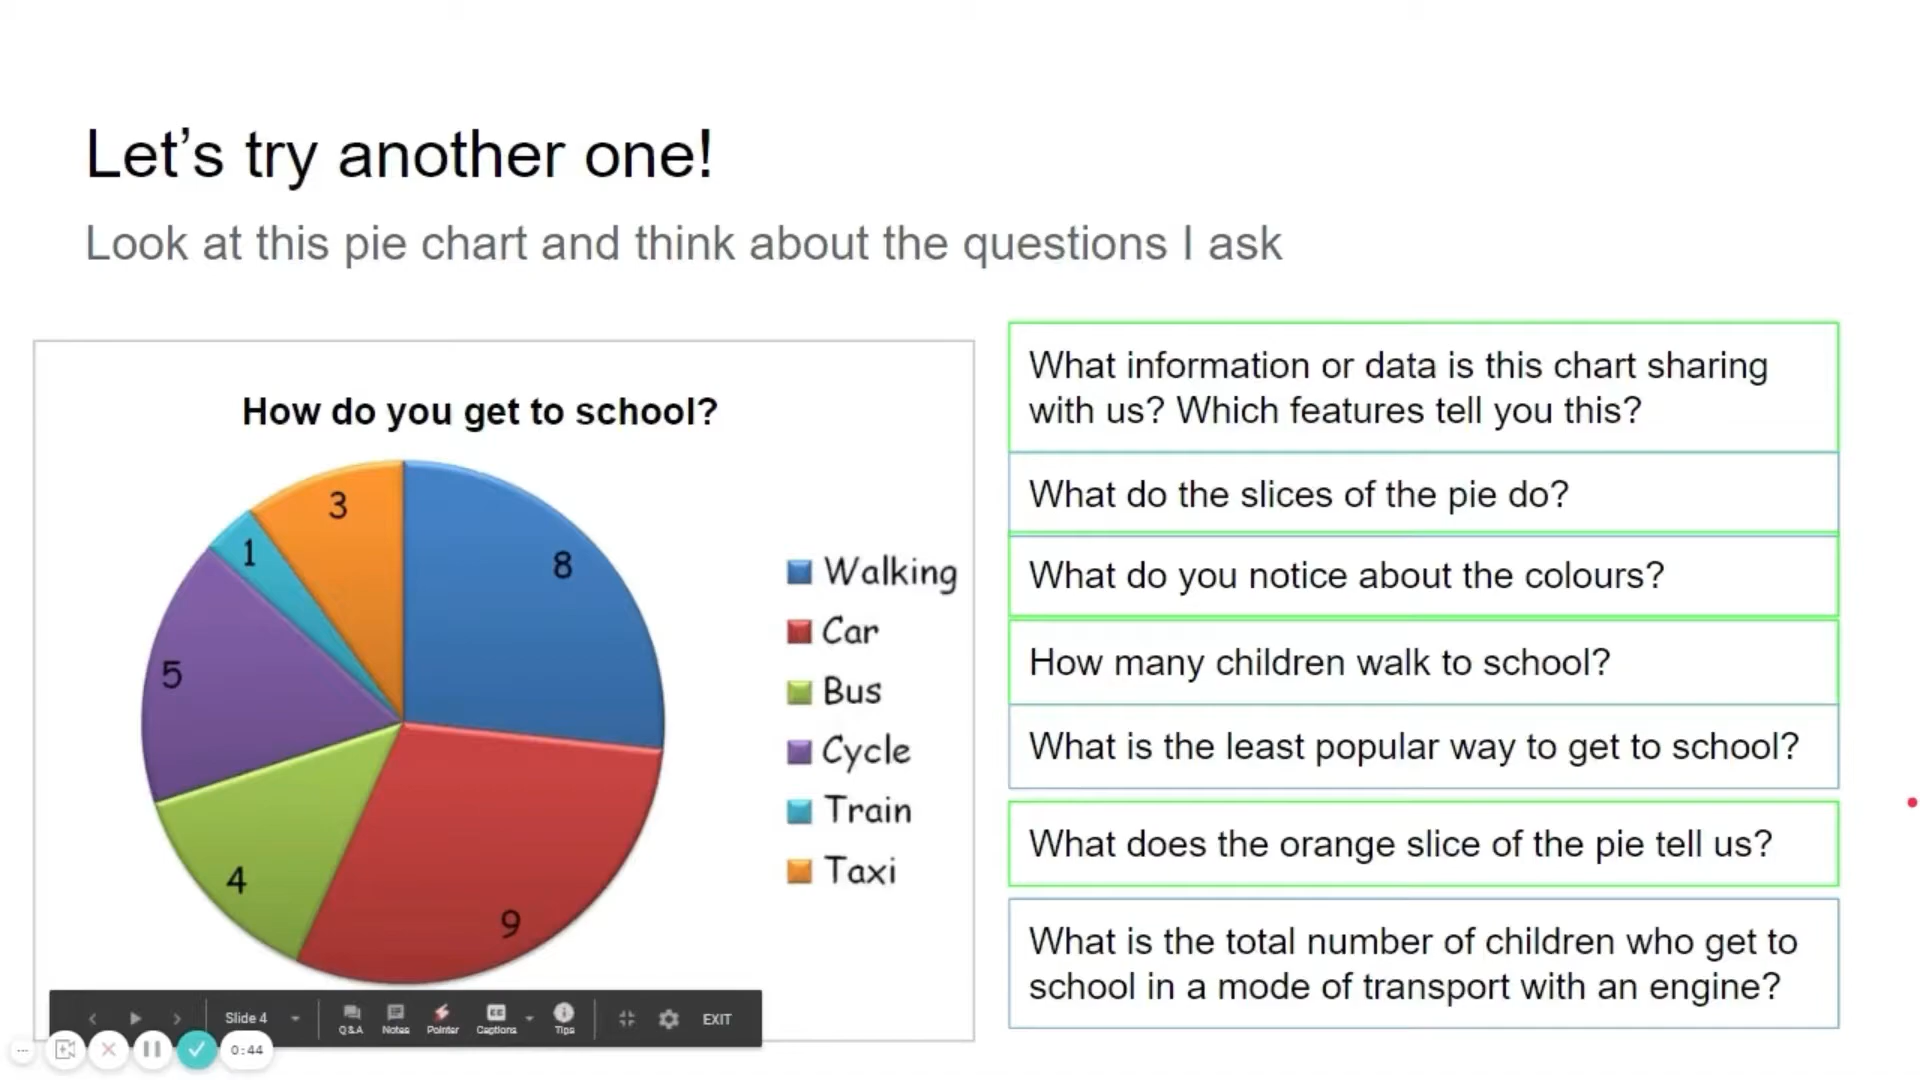 Let's try another one!
Look at this pie chart and think about the questions I ask
How do you get to school?
3
8
1
5
4
9
Walking
Car
Bus
Cycle
Train
Taxi
What information or data is this chart sharing
with us? Which features tell you this?
What do the slices of the pie do?
What do you notice about the colours?
How many children walk to school?
What is the least popular way to get to school?
What does the orange slice of the pie tell us?
What is the total number of children who get to
school in a mode of transport with an engine?
Slide 4
Q&A
Notes
Pointer
CC
Captions
Tips
EXIT
0:44